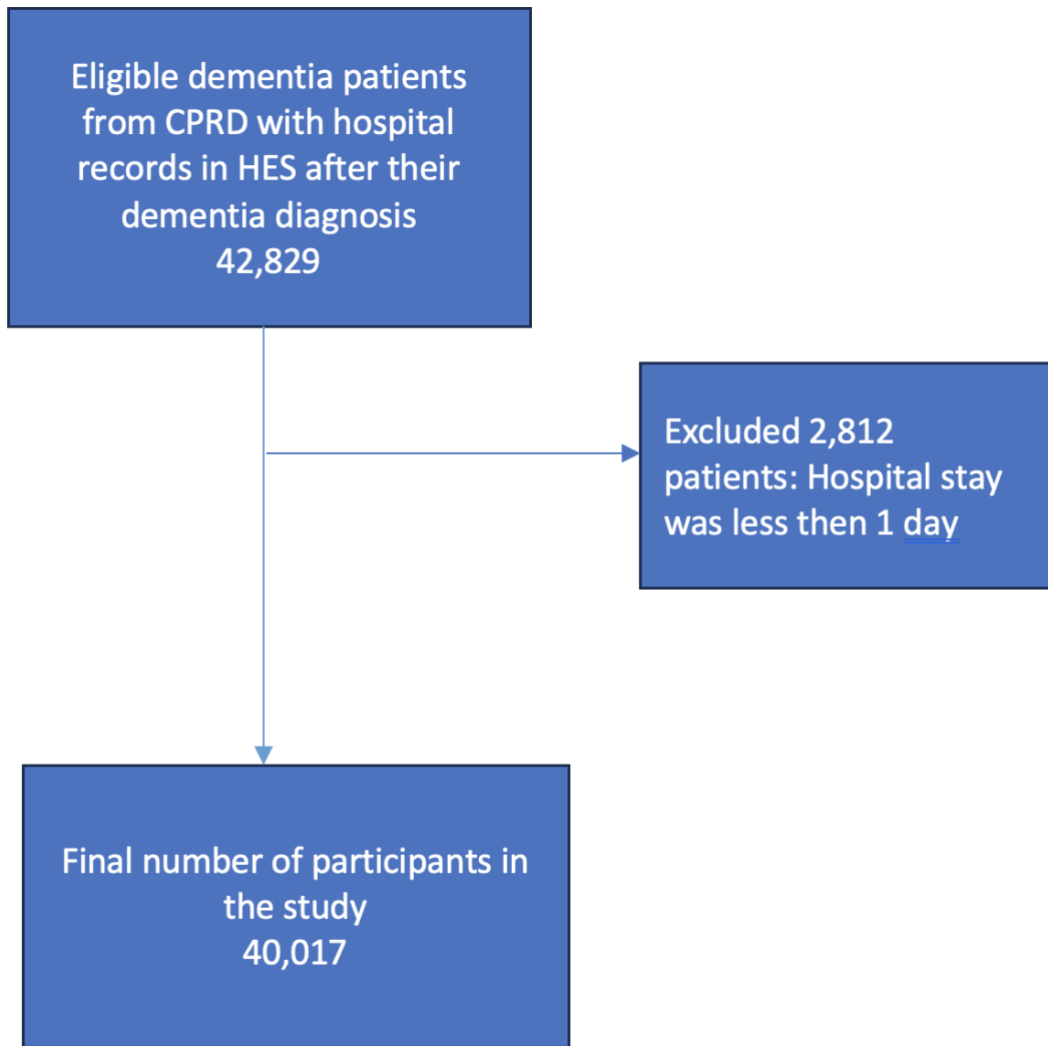 Eligible dementia patients
from CPRD with hospital
records in HES after their
dementia diagnosis
42,829
Excluded 2,812
patients: Hospital stay
was less then 1 day
Final number of participants in
the study
40,017